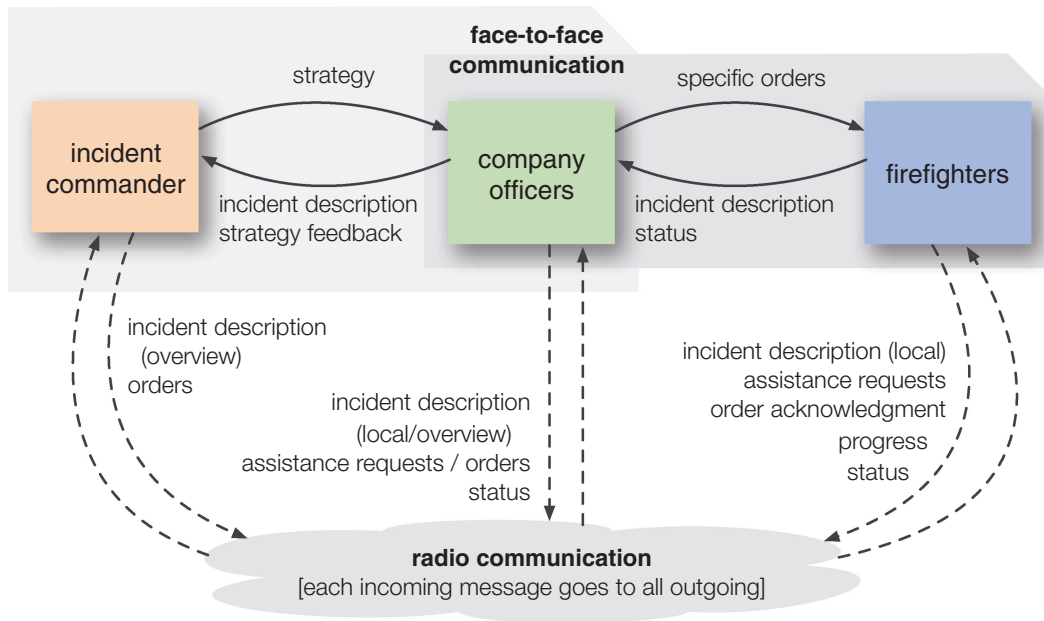 face-to-face
communication
strategy
specific orders
incident
commander
company
officers
firefighters
incident description
strategy feedback
incident description
status
incident description
(overview)
orders
incident description
(local/overview)
assistance requests / orders
status
incident description (local)
assistance requests
order acknowledgment
progress
status
radio communication
[each incoming message goes to all outgoing]